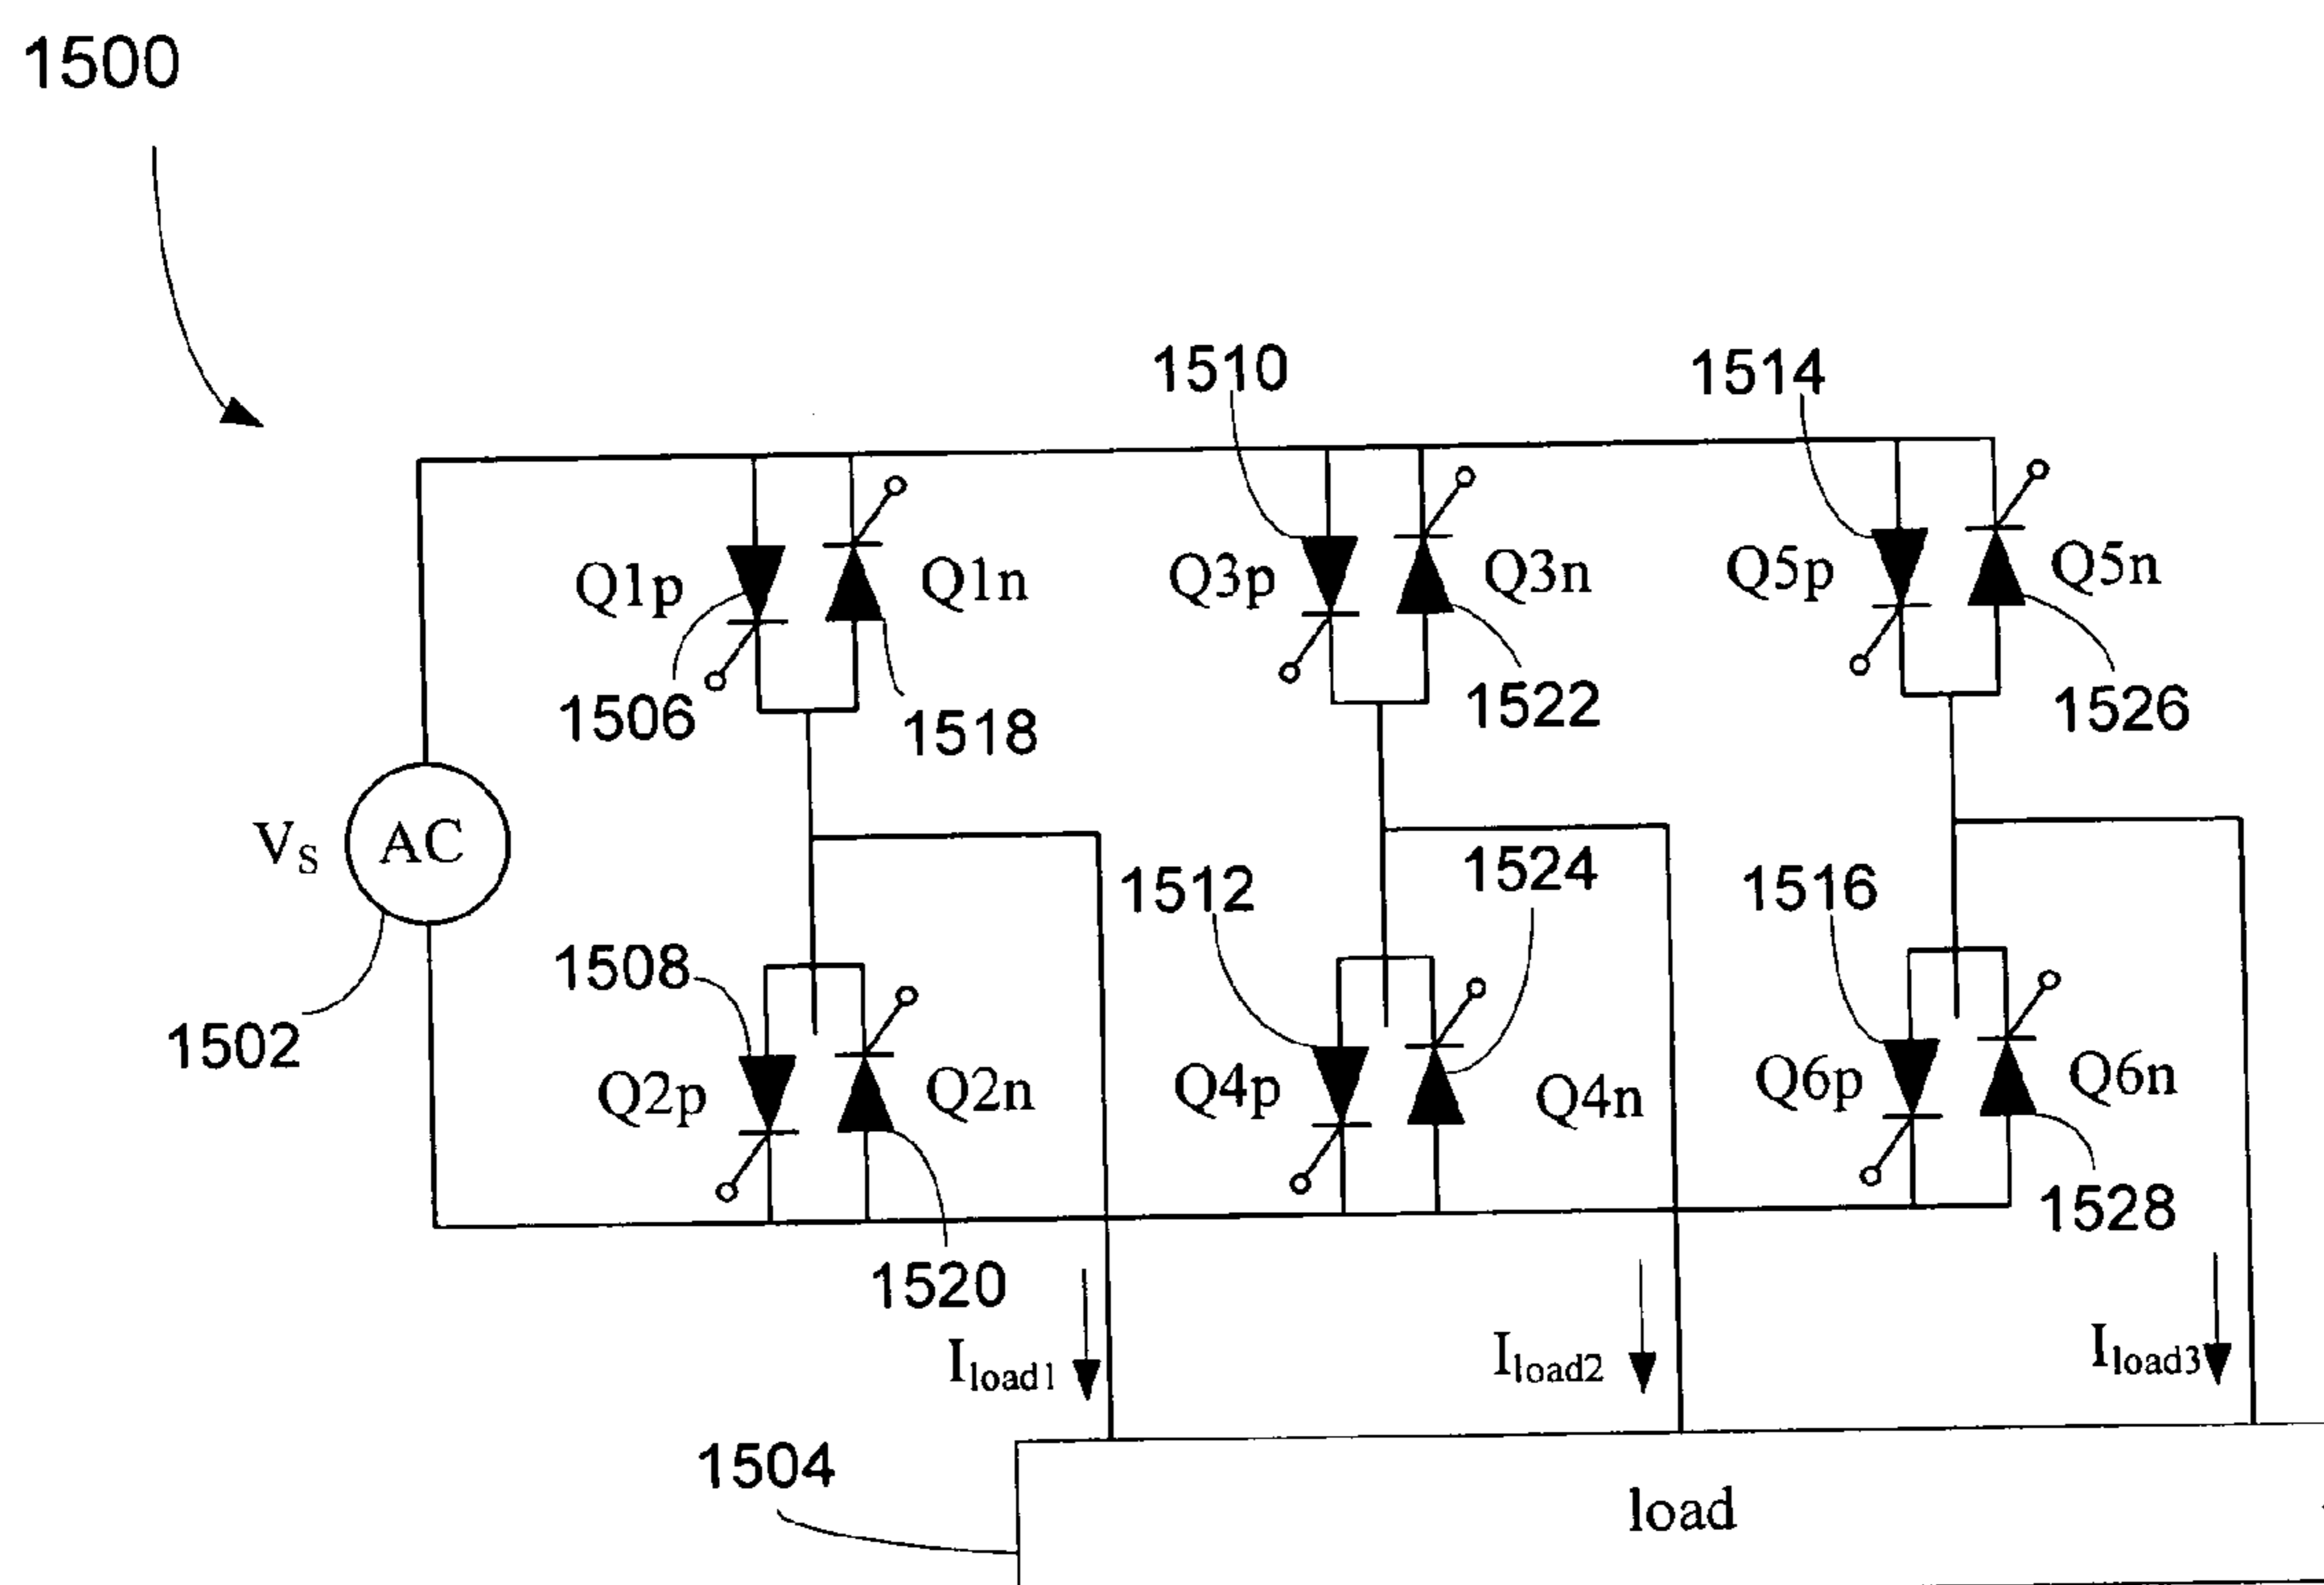 1500
1510
1514
Q1p
Q1n
Q3p
Q3n
Q5p
Q5n
1506
1518
1522
1526
VS
AC
1512
1524
1516
1508
1502
Q2p
Q2n
Q4p
Q4n
Q6p
Q6n
1520
1528
Iload1
Iload2
Iload3
1504
load